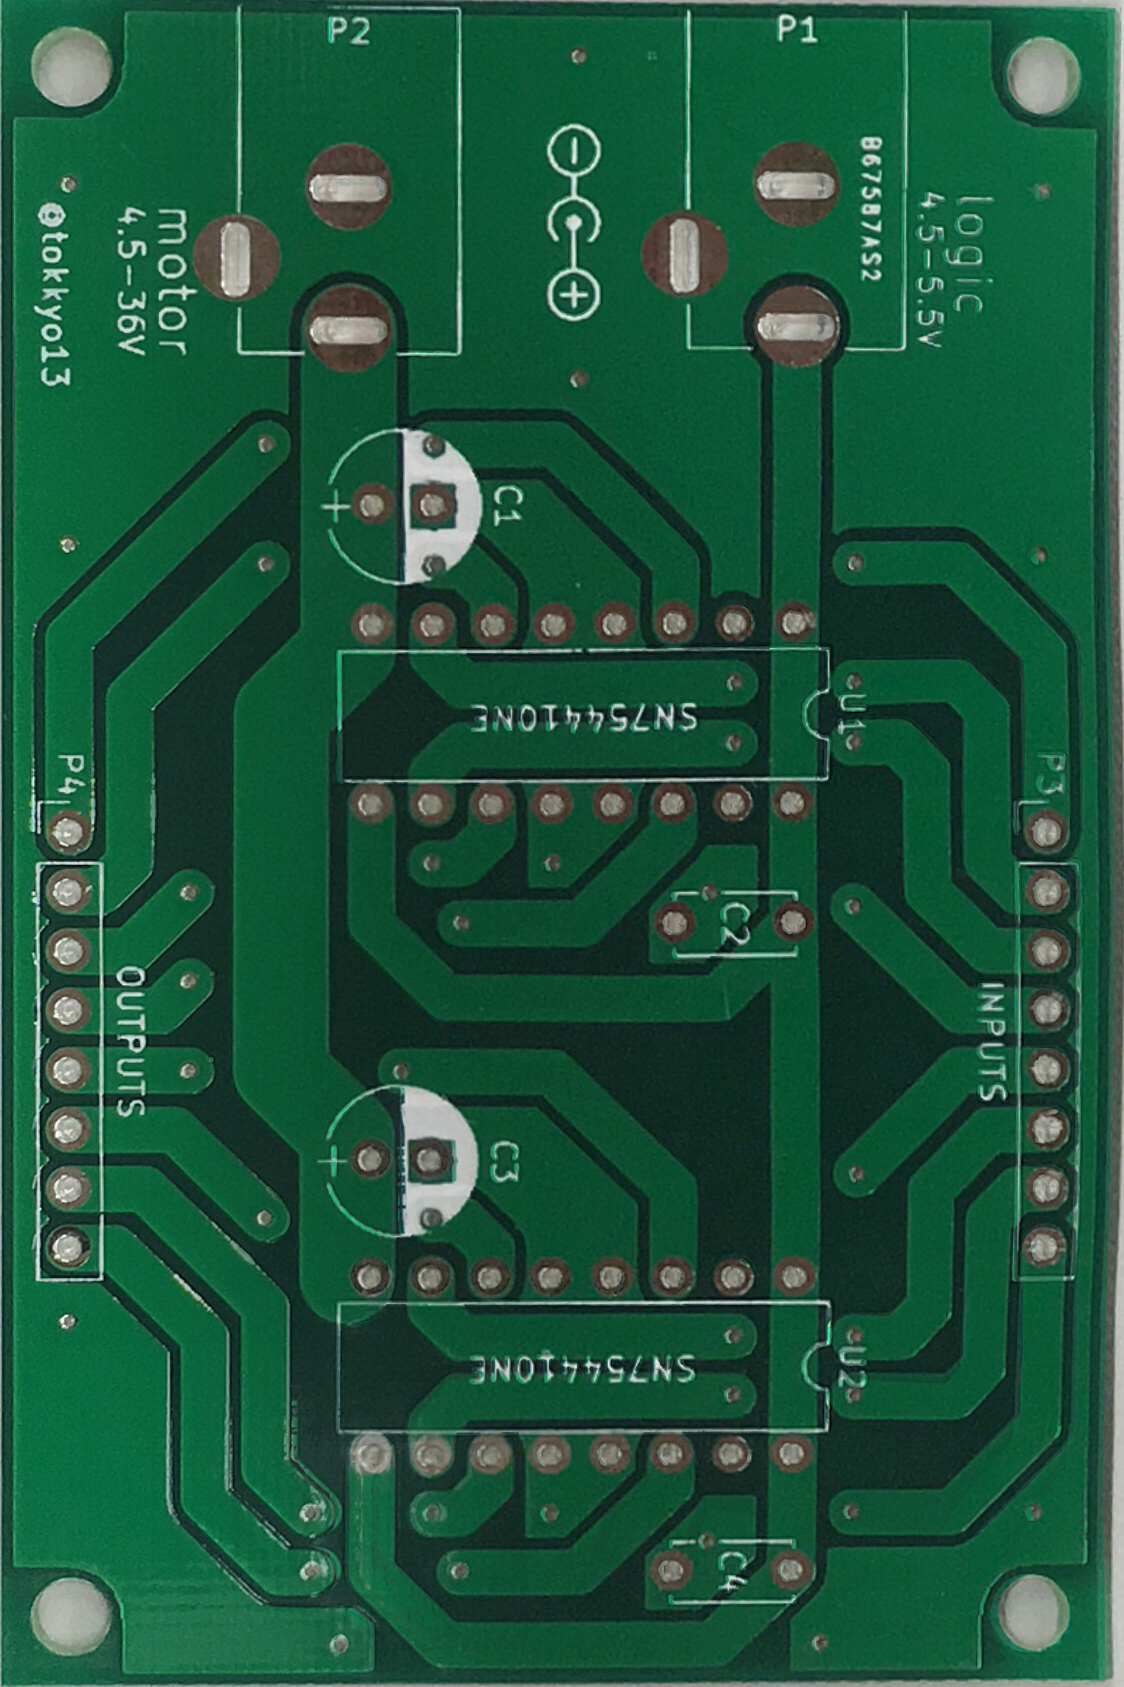 P2
P1
motor
4.5-36V
logic
4.5-5.5V
@tokkyo13
- +
B675B7AS2
+
C1
U1
SN754410NE
P4
P3
C2
OUTPUTS
INPUTS
+
C3
U2
SN754410NE
C4